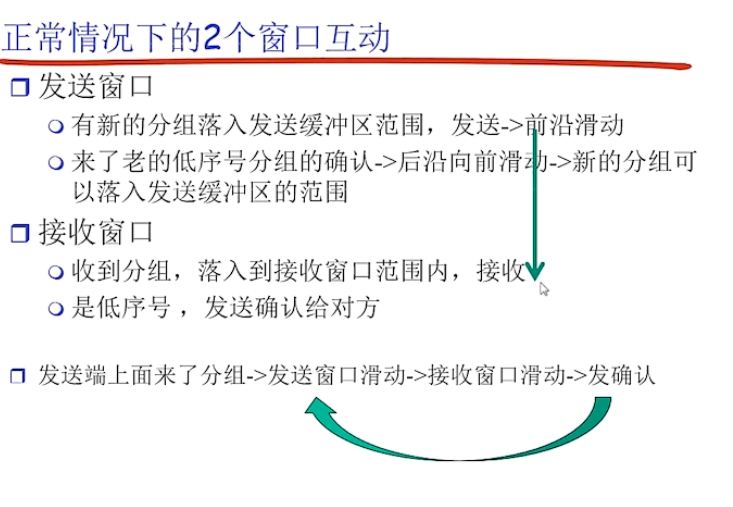 正常情况下的2个窗口互动
发送窗口
有新的分组落入发送缓冲区范围，发送->前沿滑动
来了老的低序号分组的确认->后沿向前滑动->新的分组可
以落入发送缓冲区的范围
接收窗口
收到分组，落入到接收窗口范围内，接收
是低序号，发送确认给对方
发送端上面来了分组->发送窗口滑动->接收窗口滑动->发确认